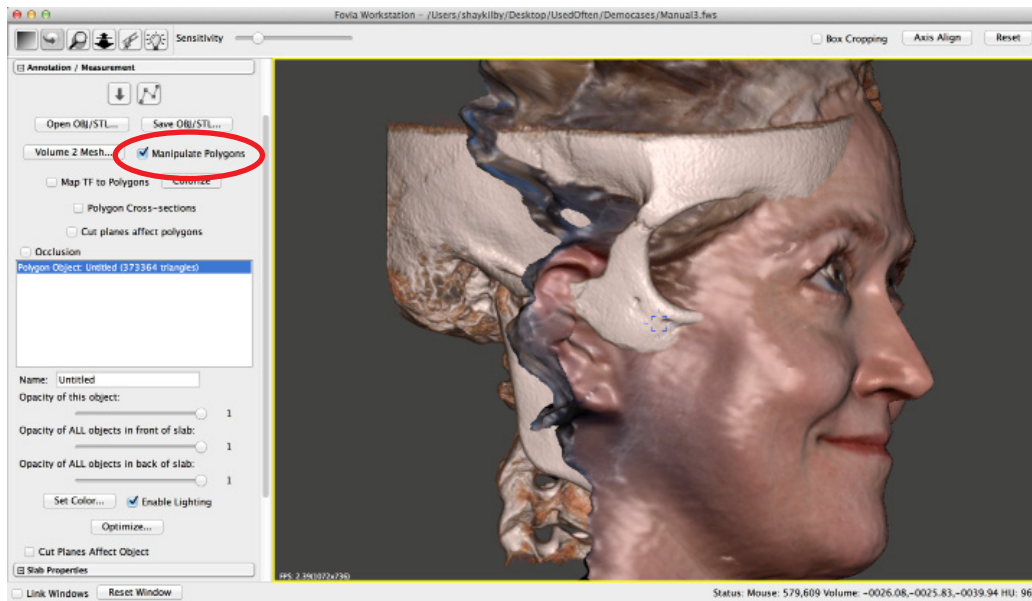 Fovia Workstation - /Users/shaykilby/Desktop/UsedOften/Democases/Manual3.fws
Sensitivity
Box Cropping
Axis Align
Reset
Annotation / Measurement
Open OBJ/STL...
Save OBJ/STL...
Volume 2 Mesh...
Manipulate Polygons
Map TF to Polygons
Colorize
Polygon Cross-sections
Cut planes affect polygons
Occlusion
Polygon Object: Untitled (373364 triangles)
Name: Untitled
Opacity of this object:
1
Opacity of ALL objects in front of slab:
1
Opacity of ALL objects in back of slab:
1
Set Color...
Enable Lighting
Optimize...
Cut Planes Affect Object
Slab Properties
FPS: 2.39(1072x736)
Link Windows
Reset Window
Status: Mouse: 579,609 Volume: -0026.08,-0025.83,-0039.94 HU: 96